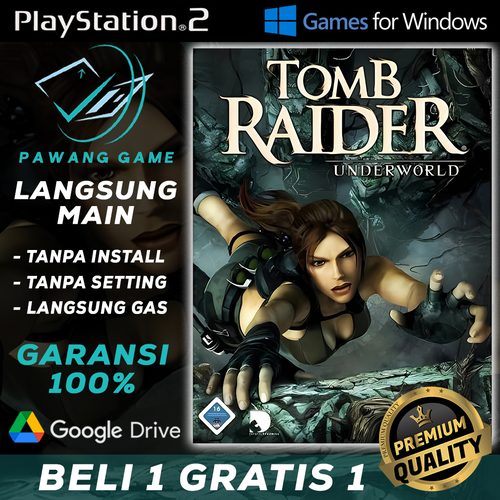 PlayStation®2
Games for Windows
PAWANG GAME
LANGSUNG
MAIN
- TANPA INSTALL
- TANPA SETTING
- LANGSUNG GAS
GARANSI
100%
Google Drive
TOMB
RAIDER
UNDERWORLD
16
PREMIUM
QUALITY
BELI 1 GRATIS 1